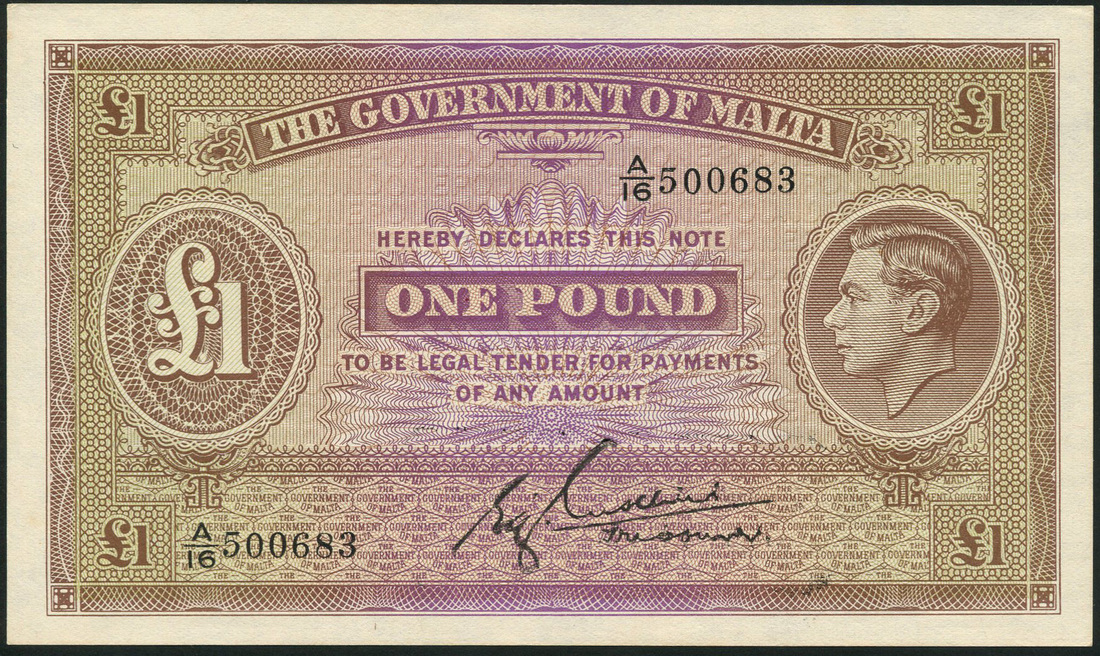 THE GOVERNMENT OF MALTA
£1
£1
A/16 500683
HEREBY DECLARES THIS NOTE
£1
ONE POUND
TO BE LEGAL TENDER FOR PAYMENTS
OF ANY AMOUNT
£1
A/16 500683
Treasurer.
£1